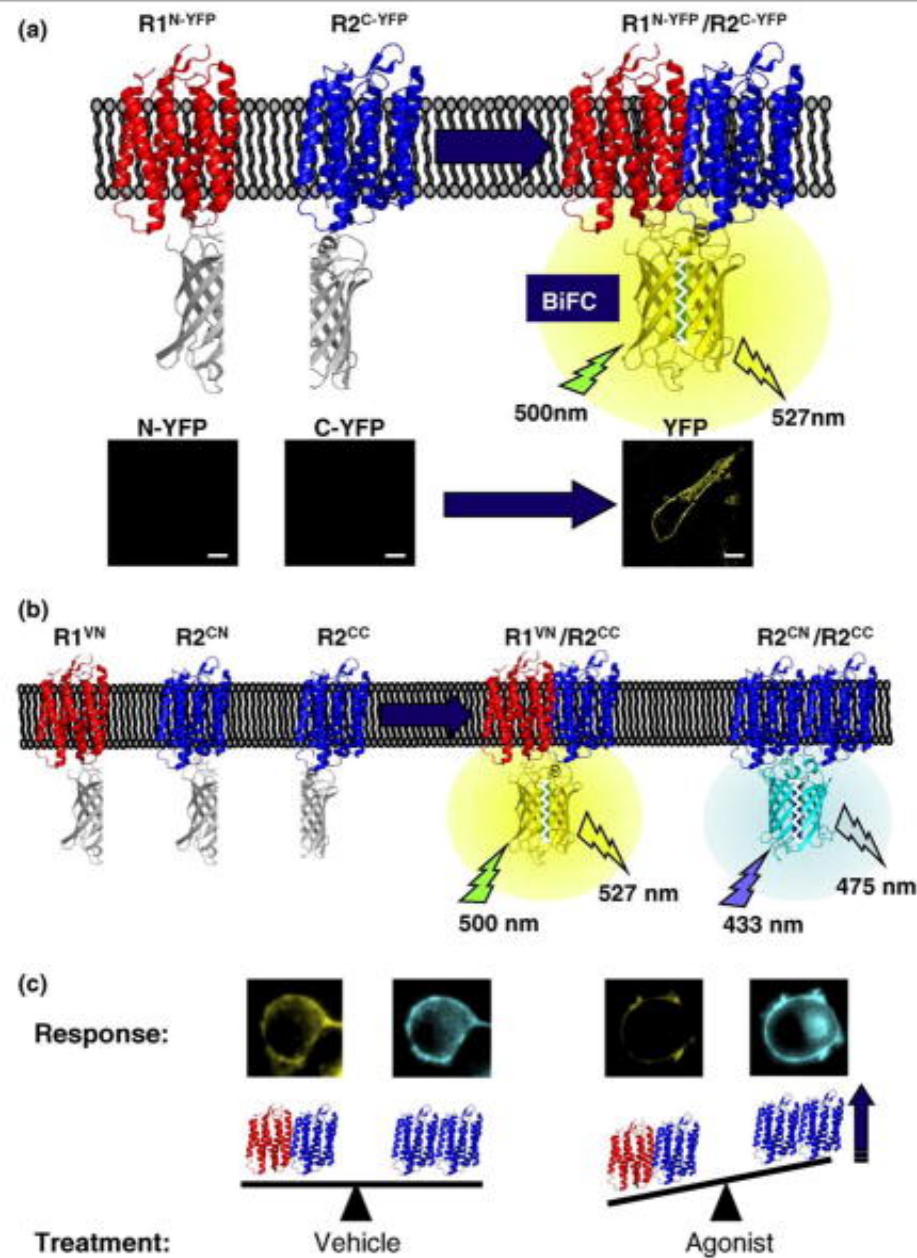 (a)
R1N-YFP R2C-YFP R1N-YFP/R2C-YFP
BiFC
500nm 527nm
N-YFP C-YFP YFP
(b)
R1VN R2CN R2CC R1VN/R2CC R2CN/R2CC
527 nm 475 nm
500 nm 433 nm
(c)
Response:
Treatment: Vehicle Agonist